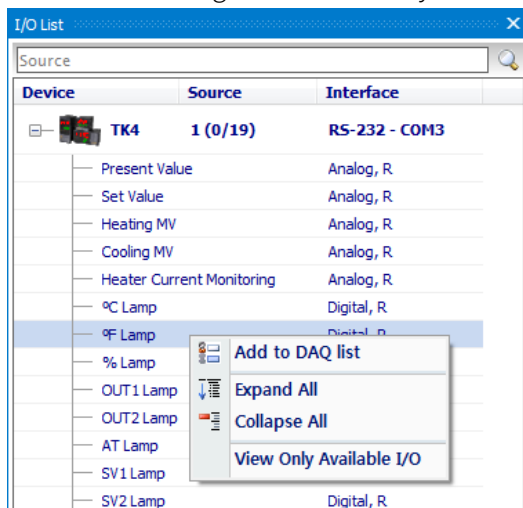 I/O List
Source
Device Source Interface
TK4 1 (0/19) RS-232 - COM3
Present Value Analog, R
Set Value Analog, R
Heating MV Analog, R
Cooling MV Analog, R
Heater Current Monitoring Analog, R
ºC Lamp Digital, R
ºF Lamp Digital, R
% Lamp
Add to DAQ list
OUT1 Lamp
Expand All
OUT2 Lamp
Collapse All
AT Lamp
View Only Available I/O
SV1 Lamp
SV2 Lamp Digital, R